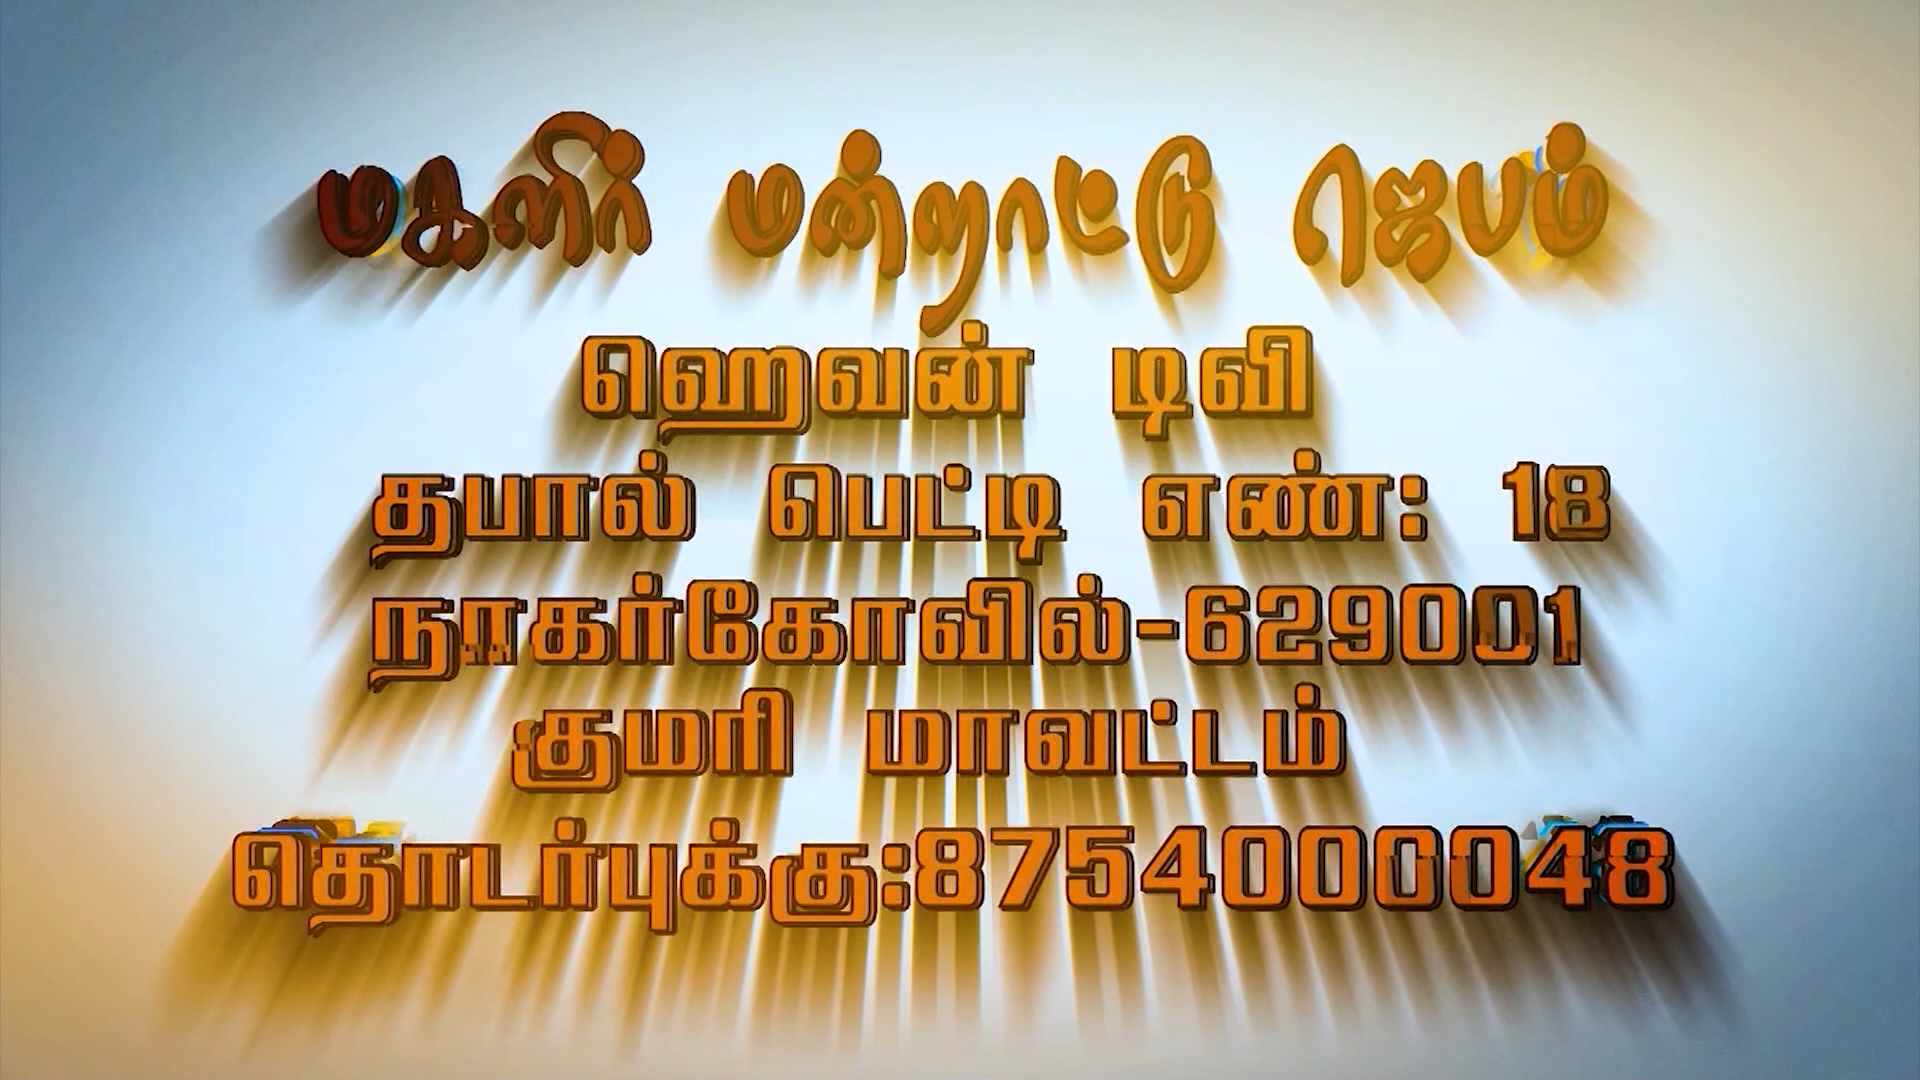 மகளிர் மன்றாட்டு ஜெபம்
ஹெவன் டிவி
தபால் பெட்டி எண்: 18
நாகர்கோவில்-629001
குமரி மாவட்டம்
தொடர்புக்கு:8754000048